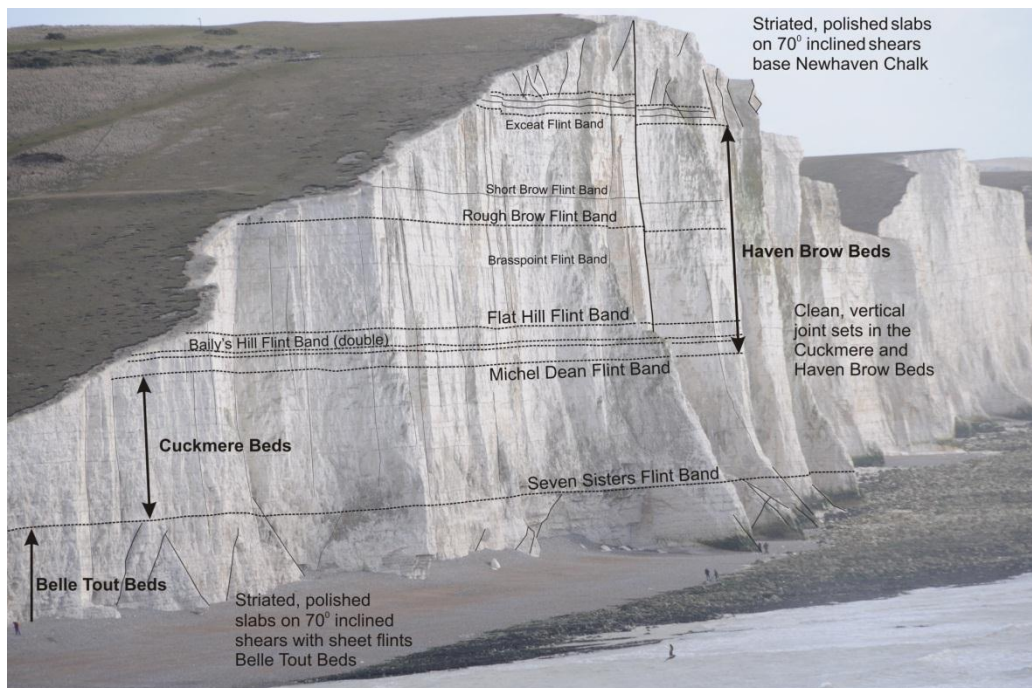 Striated, polished slabs
on 70⁰ inclined shears
base Newhaven Chalk
Exceat Flint Band
Short Brow Flint Band
Rough Brow Flint Band
Haven Brow Beds
Brasspoint Flint Band
Flat Hill Flint Band
Clean, vertical
joint sets in the
Cuckmere and
Haven Brow Beds
Baily's Hill Flint Band (double)
Michel Dean Flint Band
Cuckmere Beds
Seven Sisters Flint Band
Belle Tout Beds
Striated, polished
slabs on 70⁰ inclined
shears with sheet flints
Belle Tout Beds